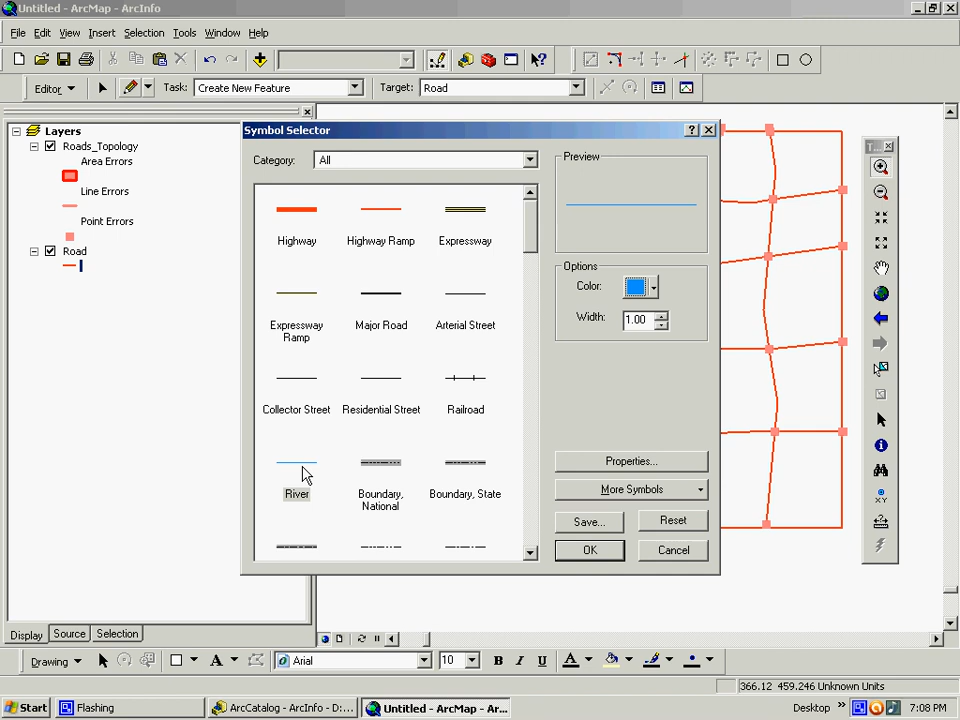 Untitled - ArcMap - ArcInfo
File Edit View Insert Selection Tools Window Help
Editor Task: Create New Feature Target: Road
Layers
Roads_Topology
Area Errors
Line Errors
Point Errors
Road
Symbol Selector
Category: All
Highway Highway Ramp Expressway
Expressway Ramp Major Road Arterial Street
Collector Street Residential Street Railroad
River Boundary, National Boundary, State
Preview
Options
Color:
Width: 1.00
Properties...
More Symbols
Save... Reset
OK Cancel
T...
XY
Display Source Selection
Drawing A Arial 10 B I U A
366.12 459.246 Unknown Units
Start Flashing ArcCatalog - ArcInfo - D:... Untitled - ArcMap - Ar... Desktop » 7:08 PM